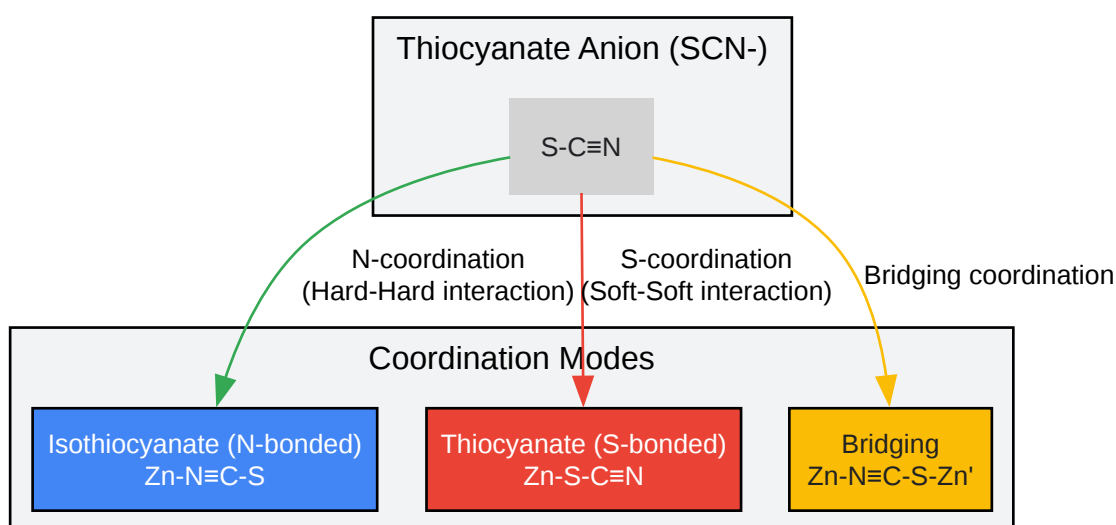 Thiocyanate Anion (SCN-)
S-C≡N
N-coordination
(Hard-Hard interaction)
S-coordination
(Soft-Soft interaction)
Bridging coordination
Coordination Modes
Isothiocyanate (N-bonded)
Zn-N≡C-S
Thiocyanate (S-bonded)
Zn-S-C≡N
Bridging
Zn-N≡C-S-Zn'